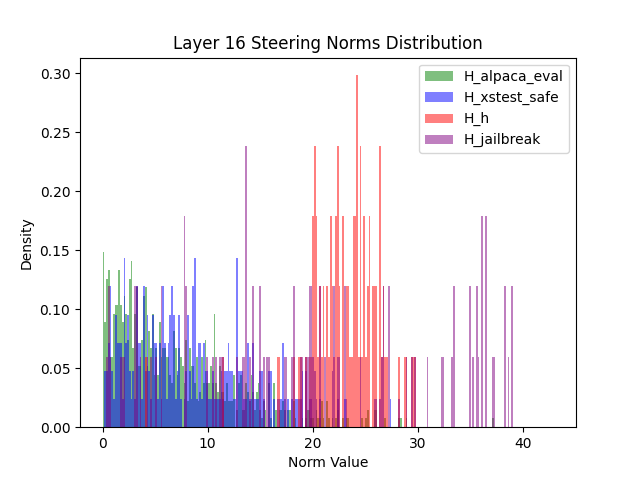 Layer 16 Steering Norms Distribution
H_alpaca_eval
H_xstest_safe
H_h
H_jailbreak
0.30
0.25
0.20
0.15
0.10
0.05
0.00
Density
0 10 20 30 40
Norm Value